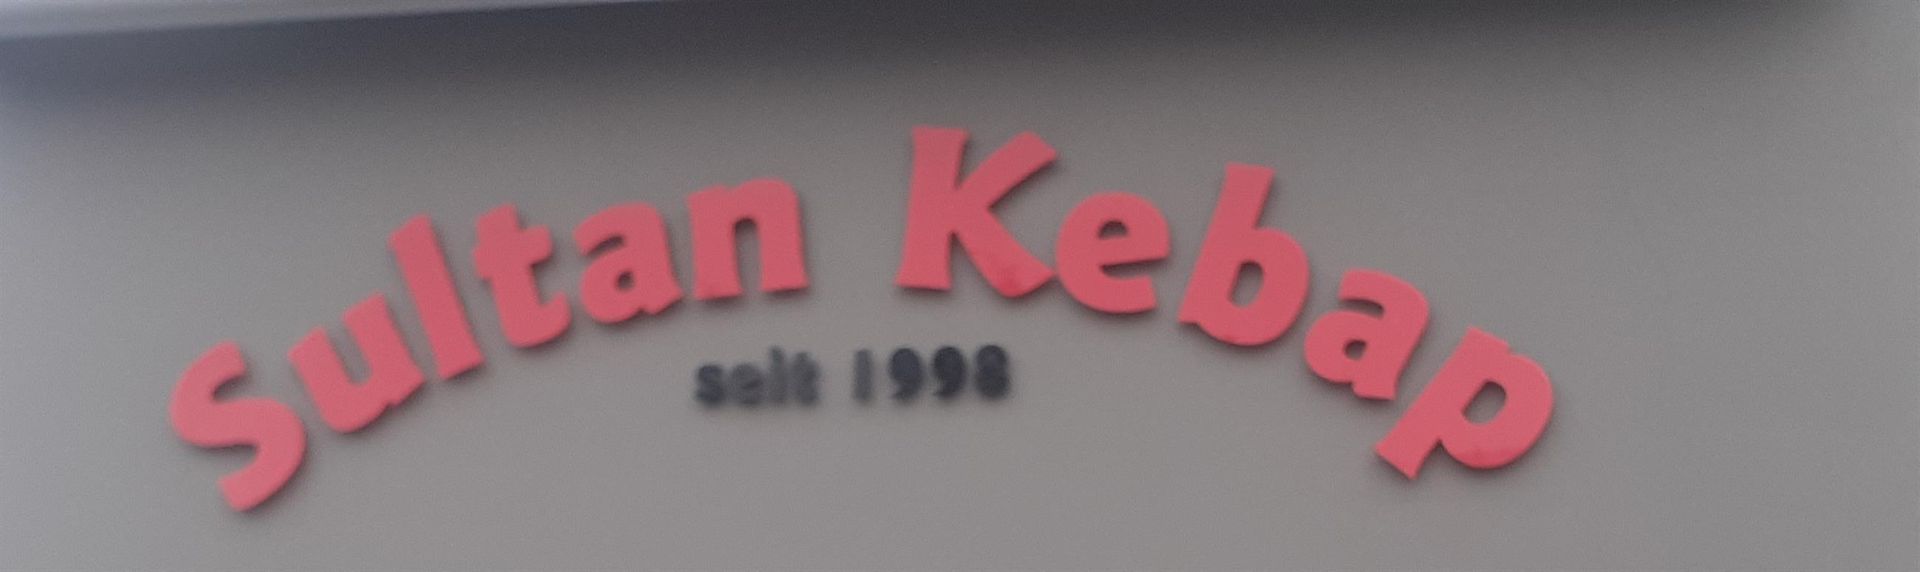 Sultan Kebap
seit 1998